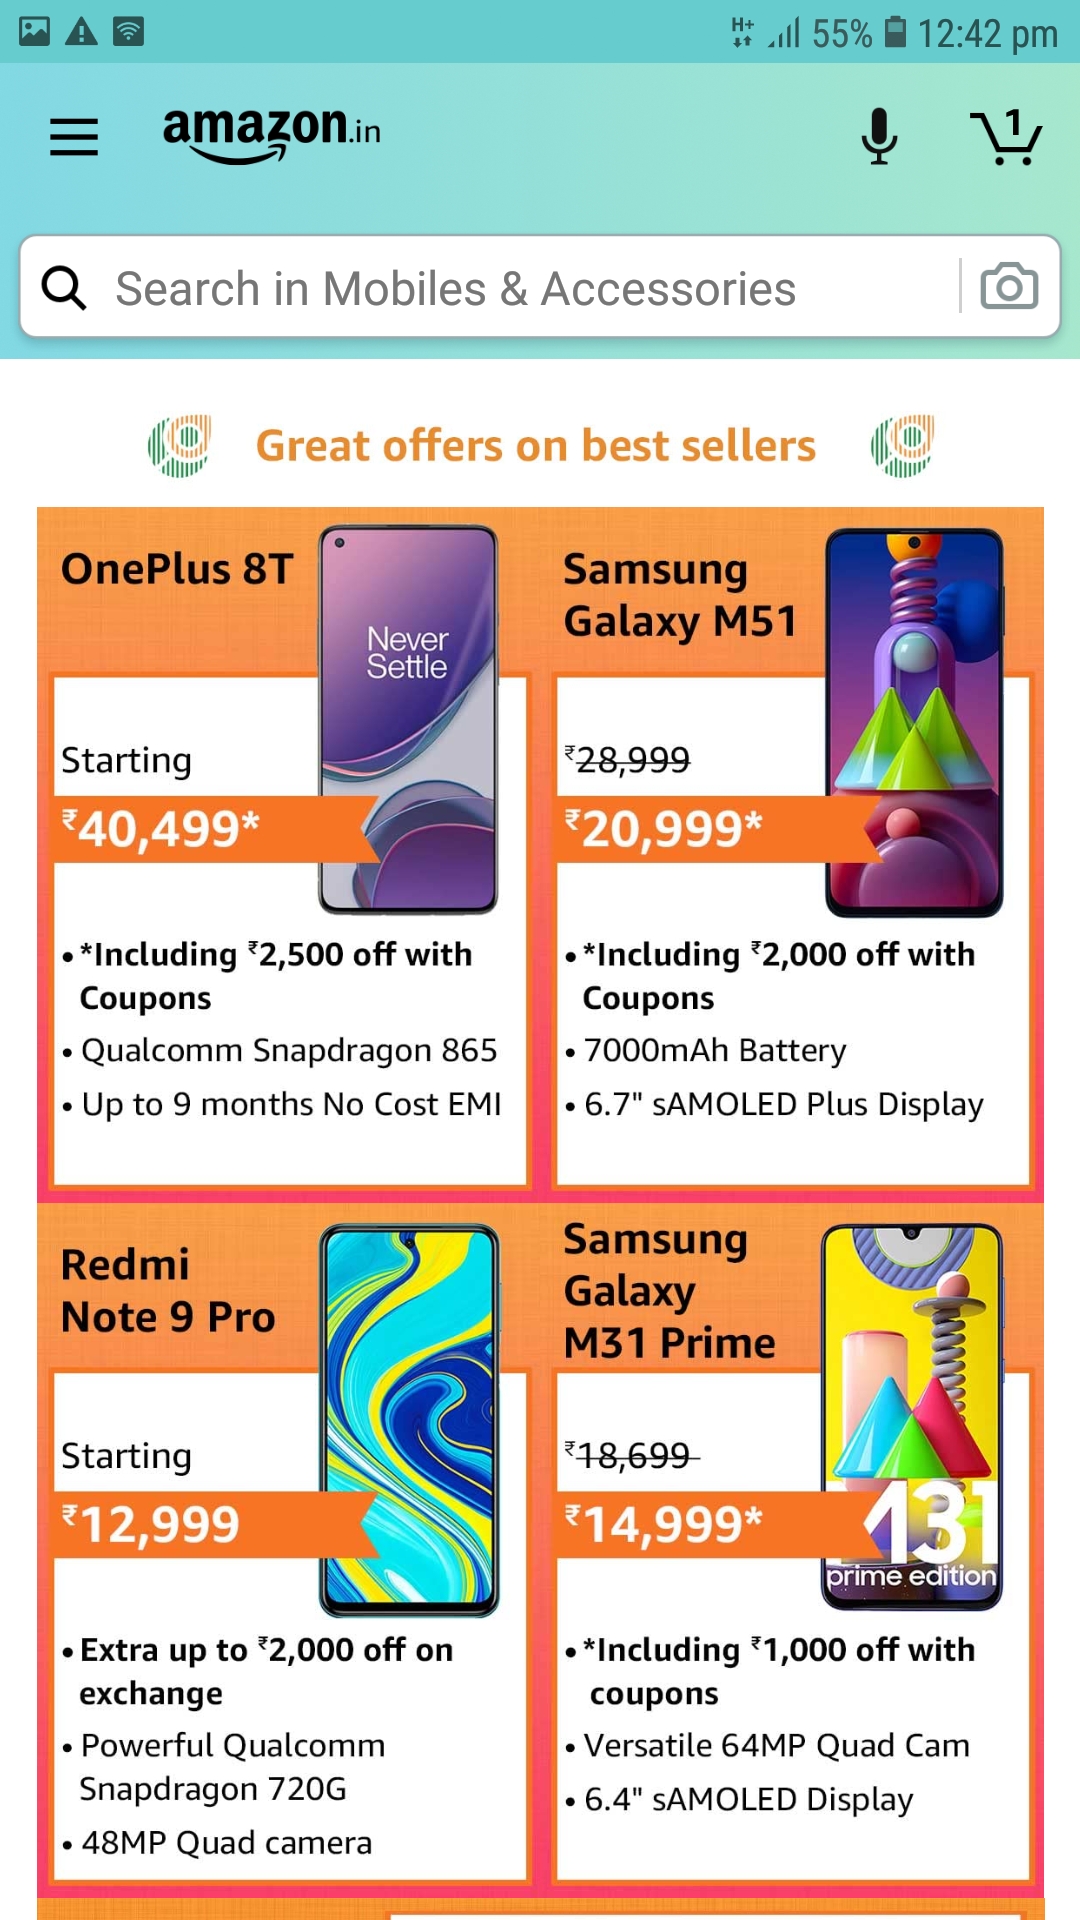 H+ 55% 12:42 pm
amazon.in
1
Search in Mobiles & Accessories
Great offers on best sellers
OnePlus 8T
Never
Settle
Starting
₹40,499*
•*Including ₹2,500 off with
Coupons
• Qualcomm Snapdragon 865
• Up to 9 months No Cost EMI
Samsung
Galaxy M51
₹28,999
₹20,999*
•*Including ₹2,000 off with
Coupons
• 7000mAh Battery
• 6.7" sAMOLED Plus Display
Redmi
Note 9 Pro
Starting
₹12,999
•Extra up to ₹2,000 off on
exchange
• Powerful Qualcomm
Snapdragon 720G
• 48MP Quad camera
Samsung
Galaxy
M31 Prime
₹18,699
₹14,999*
M31
prime edition
•*Including ₹1,000 off with
coupons
• Versatile 64MP Quad Cam
• 6.4" sAMOLED Display